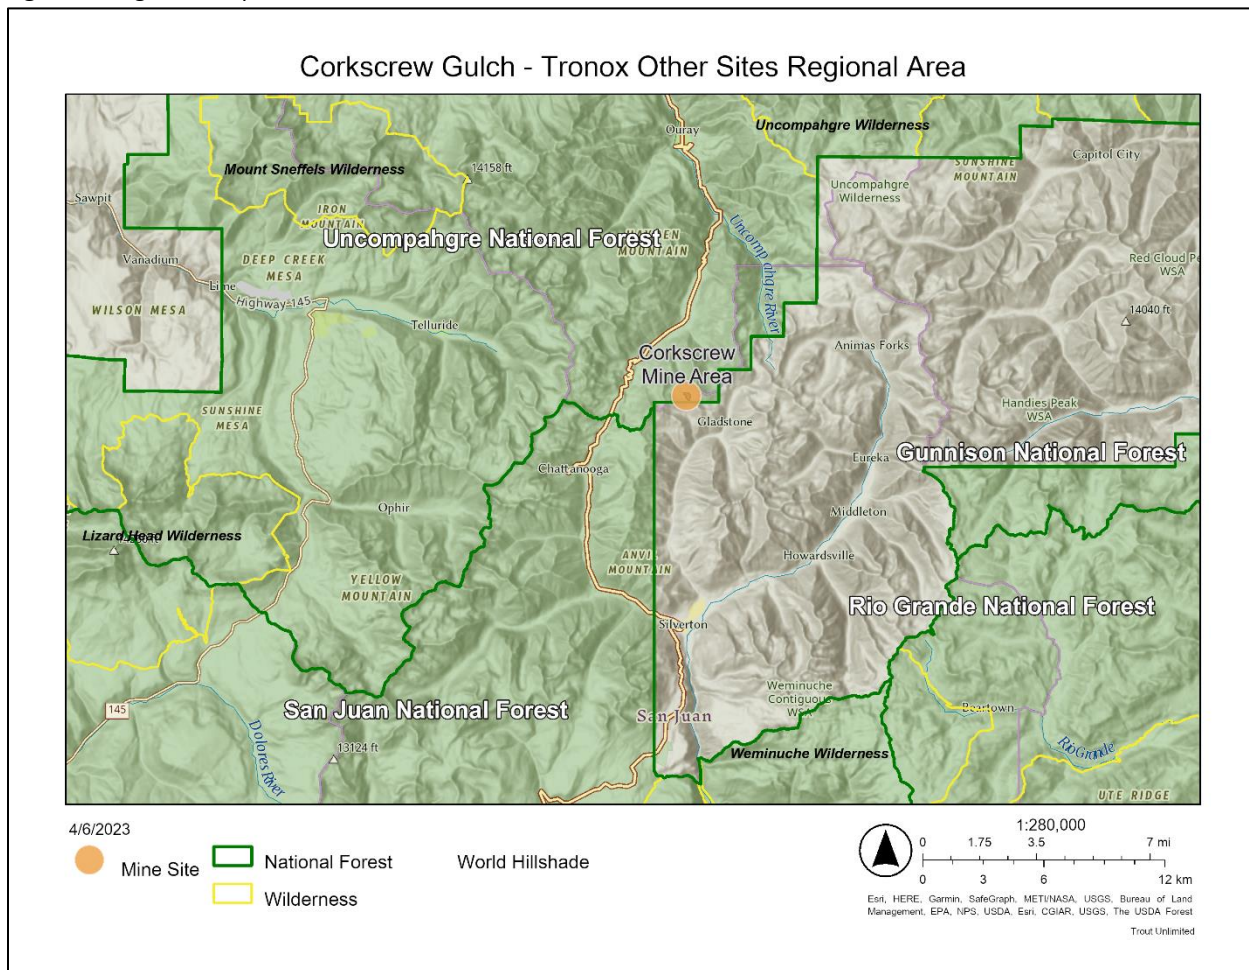 Corkscrew Gulch - Tronox Other Sites Regional Area
Ouray
Uncompahgre Wilderness
Capitol City
SUNSHINE
MOUNTAIN
Mount Sneffels Wilderness
14158 ft
Uncompahgre
Wilderness
Sawpit
IRON
MOUNTAIN
Uncompahgre National Forest
MOUNTAIN
Uncompahgre River
Vanadium
DEEP CREEK
MESA
Red Cloud Pe
WSA
Lime
Highway 145
WILSON MESA
14040 ft
Telluride
Animas Forks
Corkscrew
Mine Area
SUNSHINE
MESA
Handies Peak
WSA
Gladstone
Gunnison National Forest
Eureka
Chattanooga
Ophir
Middleton
Lizard Head Wilderness
ANVIL
MOUNTAIN
Howardsville
YELLOW
MOUNTAIN
Rio Grande National Forest
Silverton
Weminuche
Contiguous
WSA
145
San Juan National Forest
San Juan
Beartown
Dolores River
13124 ft
Weminuche Wilderness
Rio Grande
UTE RIDGE
4/6/2023
Mine Site
National Forest
Wilderness
World Hillshade
1:280,000
0 1.75 3.5 7 mi
0 3 6 12 km
Esri, HERE, Garmin, SafeGraph, METI/NASA, USGS, Bureau of Land
Management, EPA, NPS, USDA, Esri, CGIAR, USGS, The USDA Forest
Trout Unlimited